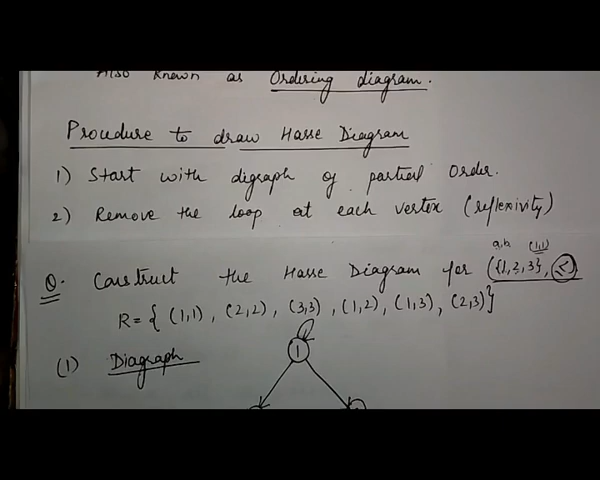 Also known as Ordering diagram.
Procedure to draw Hasse Diagram
1) Start with digraph of partial Order.
2) Remove the loop at each vertex (reflexivity)
a,b (1,1)
Q. Construct the Hasse Diagram for ({1,2,3}, ≤)
R = { (1,1), (2,2), (3,3), (1,2), (1,3), (2,3)}
(1) Diagraph
1